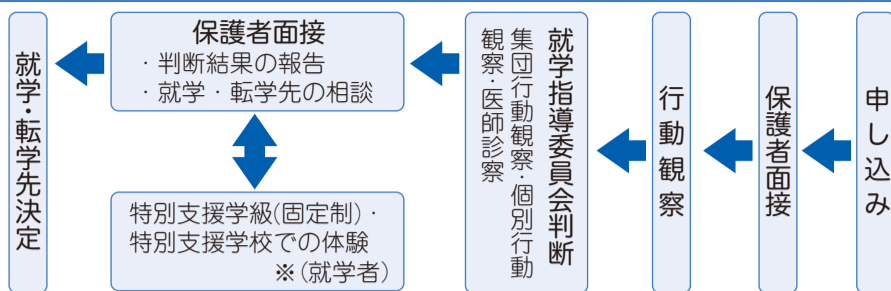 申し込み
保護者面接
行動観察
就学指導委員会判断
集団行動観察・個別行動
観察・医師診察
保護者面接
・判断結果の報告
・就学・転学先の相談
特別支援学級(固定制)・
特別支援学校での体験
※(就学者)
就学・転学先決定